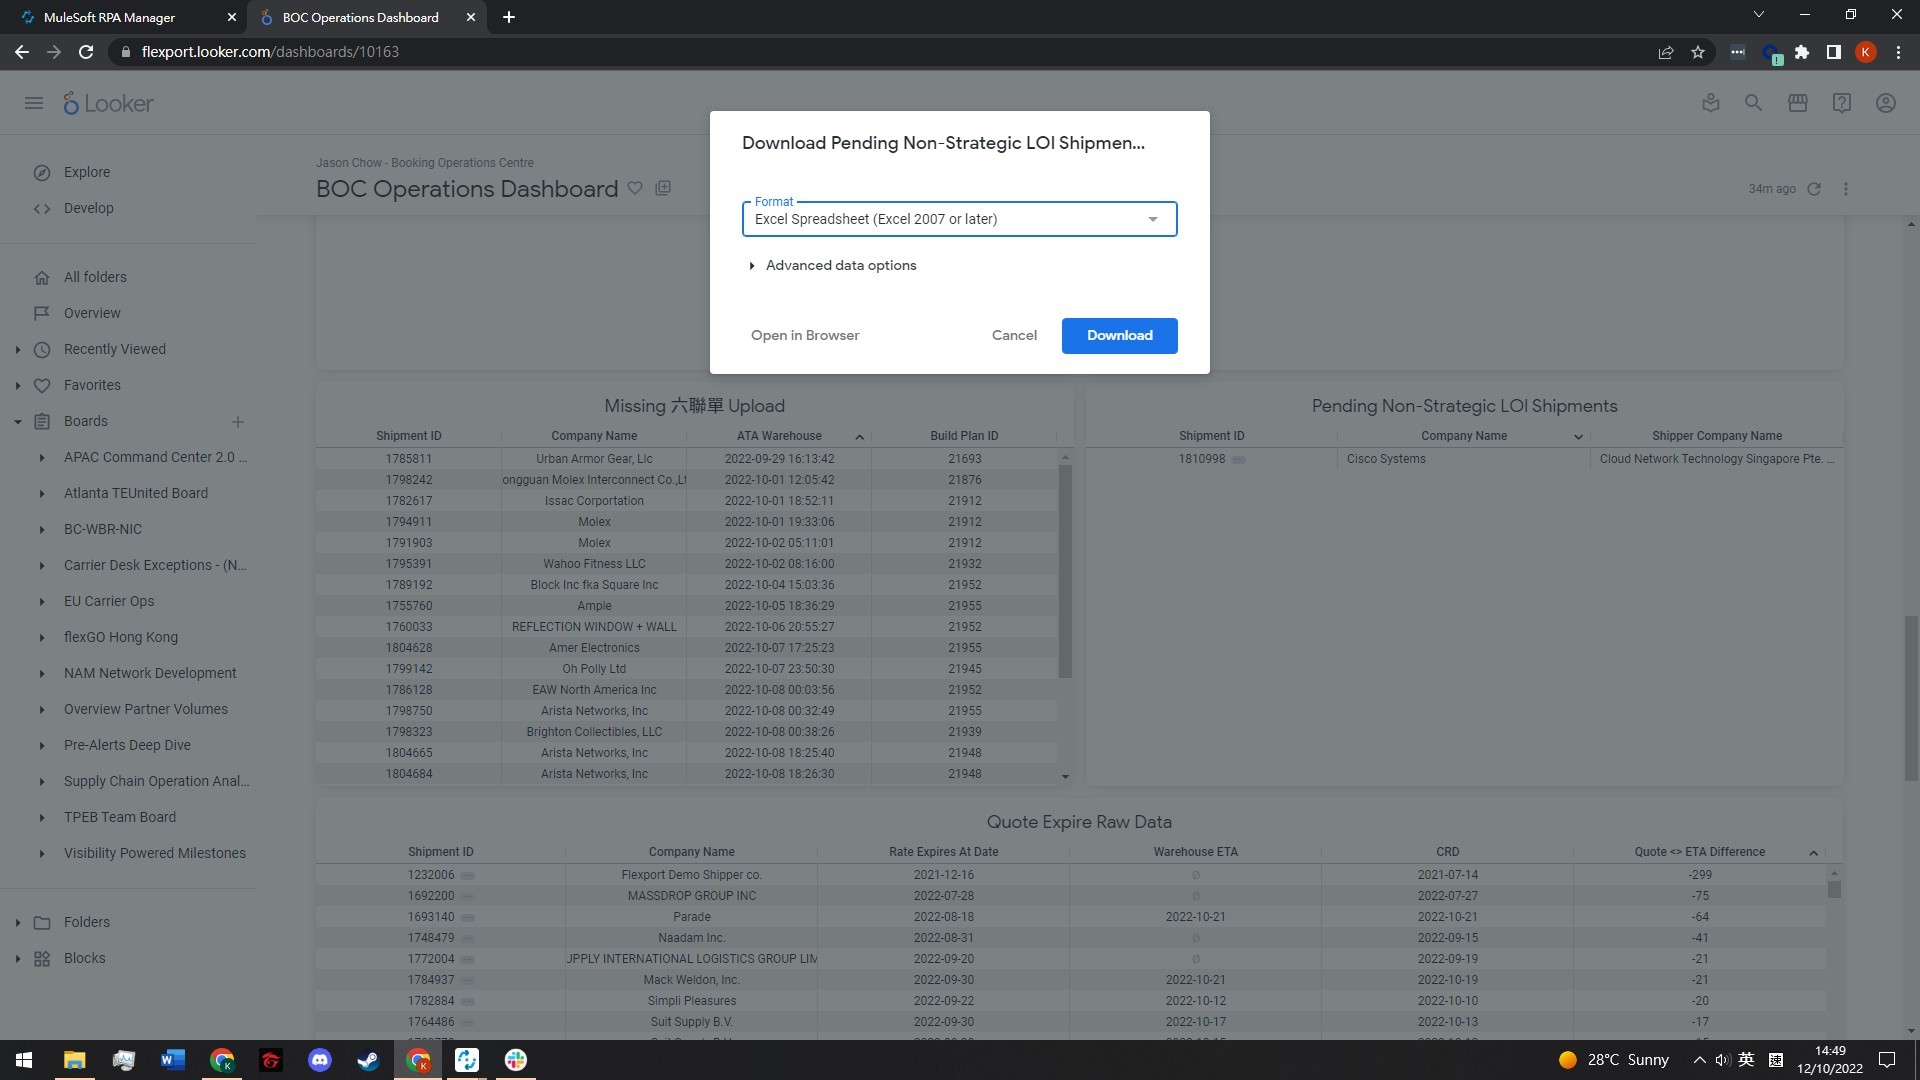 MuleSoft RPA Manager
BOC Operations Dashboard
flexport.looker.com/dashboards/10163
K
Looker
Explore
Develop
All folders
Overview
Recently Viewed
Favorites
Boards
APAC Command Center 2.0 ...
Atlanta TEUnited Board
BC-WBR-NIC
Carrier Desk Exceptions - (N...
EU Carrier Ops
flexGO Hong Kong
NAM Network Development
Overview Partner Volumes
Pre-Alerts Deep Dive
Supply Chain Operation Anal...
TPEB Team Board
Visibility Powered Milestones
Folders
Blocks
Jason Chow - Booking Operations Centre
BOC Operations Dashboard
34m ago
Download Pending Non-Strategic LOI Shipmen...
Format
Excel Spreadsheet (Excel 2007 or later)
Advanced data options
Open in Browser Cancel Download
Missing 六聯單 Upload
Shipment ID Company Name ATA Warehouse Build Plan ID
1785811 Urban Armor Gear, Llc 2022-09-29 16:13:42 21693
1798242 ongguan Molex Interconnect Co.,Lt 2022-10-01 12:05:42 21876
1782617 Issac Corportation 2022-10-01 18:52:11 21912
1794911 Molex 2022-10-01 19:33:06 21912
1791903 Molex 2022-10-02 05:11:01 21912
1795391 Wahoo Fitness LLC 2022-10-02 08:16:00 21932
1789192 Block Inc fka Square Inc 2022-10-04 15:03:36 21952
1755760 Ample 2022-10-05 18:36:29 21955
1760033 REFLECTION WINDOW + WALL 2022-10-06 20:55:27 21952
1804628 Amer Electronics 2022-10-07 17:25:23 21955
1799142 Oh Polly Ltd 2022-10-07 23:50:30 21945
1786128 EAW North America Inc 2022-10-08 00:03:56 21952
1798750 Arista Networks, Inc 2022-10-08 00:32:49 21955
1798323 Brighton Collectibles, LLC 2022-10-08 00:38:26 21939
1804665 Arista Networks, Inc 2022-10-08 18:25:40 21948
1804684 Arista Networks, Inc 2022-10-08 18:26:30 21948
Pending Non-Strategic LOI Shipments
Shipment ID Company Name Shipper Company Name
1810998 Cisco Systems Cloud Network Technology Singapore Pte. ...
Quote Expire Raw Data
Shipment ID Company Name Rate Expires At Date Warehouse ETA CRD Quote <> ETA Difference
1232006 Flexport Demo Shipper co. 2021-12-16 ∅ 2021-07-14 -299
1692200 MASSDROP GROUP INC 2022-07-28 ∅ 2022-07-27 -75
1693140 Parade 2022-08-18 2022-10-21 2022-10-21 -64
1748479 Naadam Inc. 2022-08-31 ∅ 2022-09-15 -41
1772004 JPPLY INTERNATIONAL LOGISTICS GROUP LIM 2022-09-20 ∅ 2022-09-19 -21
1784937 Mack Weldon, Inc. 2022-09-30 2022-10-21 2022-10-19 -21
1782884 Simpli Pleasures 2022-09-22 2022-10-12 2022-10-10 -20
1764486 Suit Supply B.V. 2022-09-30 2022-10-17 2022-10-13 -17
28°C Sunny
英
速
14:49
12/10/2022